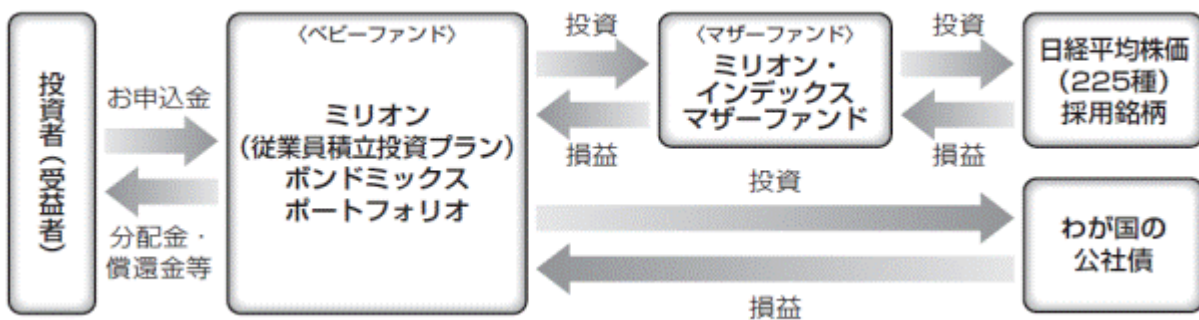 投資者（受益者）
お申込金
分配金・
償還金等
〈ベビーファンド〉
ミリオン
（従業員積立投資プラン）
ボンドミックス
ポートフォリオ
投資
損益
〈マザーファンド〉
ミリオン・
インデックス
マザーファンド
投資
損益
日経平均株価
（225種）
採用銘柄
投資
損益
わが国の
公社債